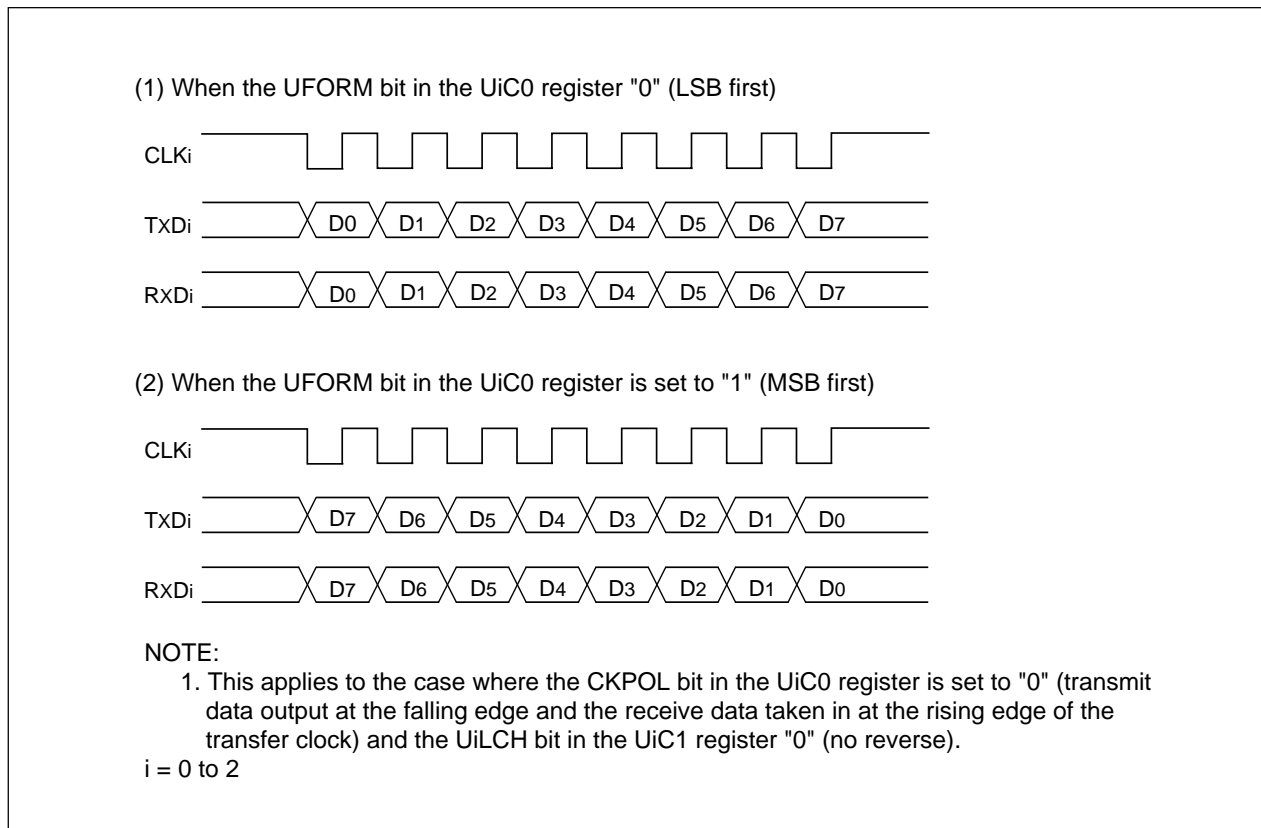 (1) When the UFORM bit in the UiC0 register "0" (LSB first)
CLKi
TXDi D0 D1 D2 D3 D4 D5 D6 D7
RXDi D0 D1 D2 D3 D4 D5 D6 D7
(2) When the UFORM bit in the UiC0 register is set to "1" (MSB first)
CLKi
TXDi D7 D6 D5 D4 D3 D2 D1 D0
RXDi D7 D6 D5 D4 D3 D2 D1 D0
NOTE:
1. This applies to the case where the CKPOL bit in the UiC0 register is set to "0" (transmit
data output at the falling edge and the receive data taken in at the rising edge of the
transfer clock) and the UiLCH bit in the UiC1 register "0" (no reverse).
i = 0 to 2